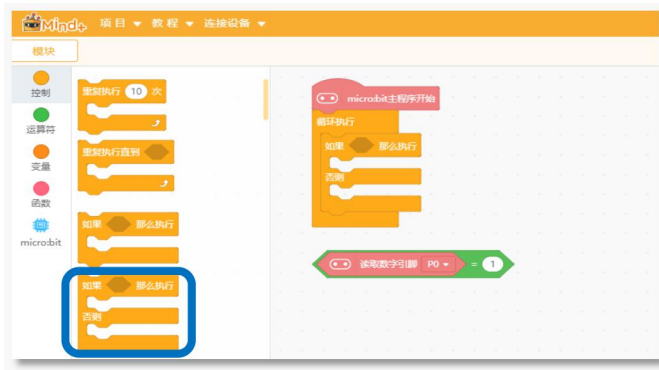 Mind+ 项目 教程 连接设备
模块
控制
运算符
变量
函数
micro:bit
重复执行 10 次
重复执行直到
如果 那么执行
如果 那么执行
否则
micro:bit主程序开始
循环执行
如果 那么执行
否则
读取数字引脚 P0 = 1